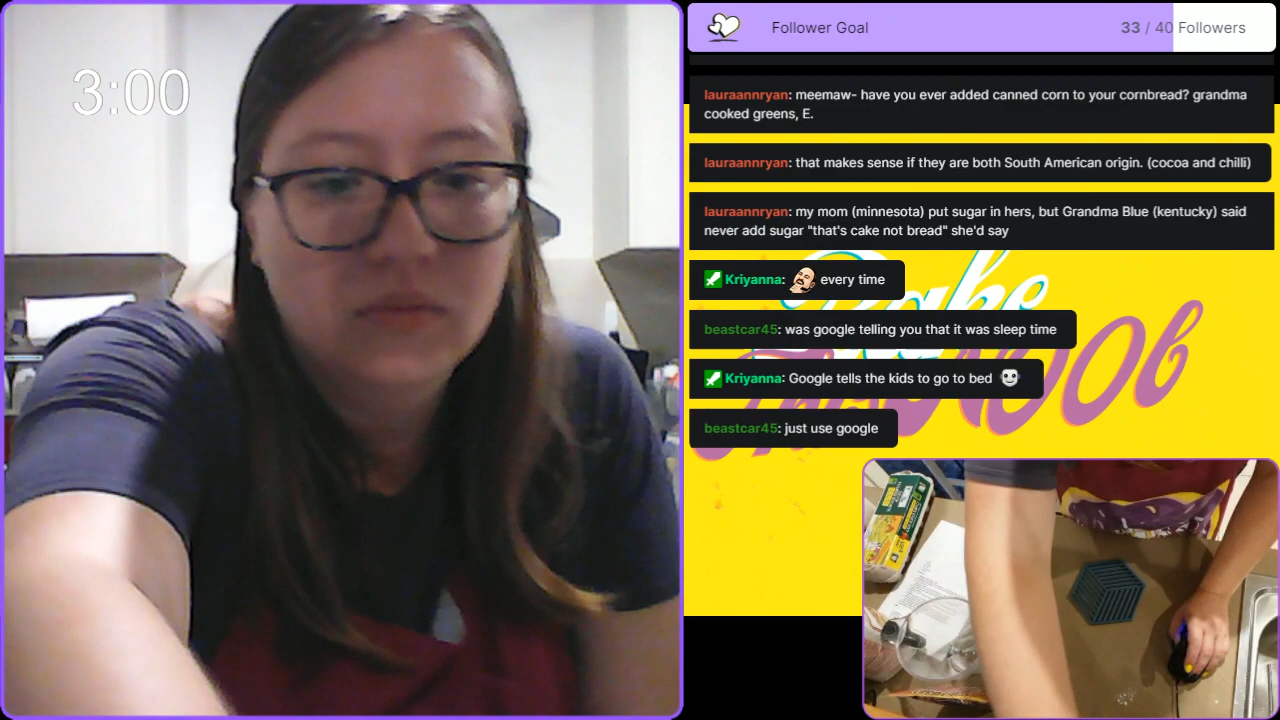 3:00
Follower Goal
33 / 40 Followers
lauraannryan: meemaw- have you ever added canned corn to your cornbread? grandma
cooked greens, E.
lauraannryan: that makes sense if they are both South American origin. (cocoa and chilli)
lauraannryan: my mom (minnesota) put sugar in hers, but Grandma Blue (kentucky) said
never add sugar "that's cake not bread" she'd say
Kriyanna: every time
beastcar45: was google telling you that it was sleep time
Kriyanna: Google tells the kids to go to bed
beastcar45: just use google
Bake